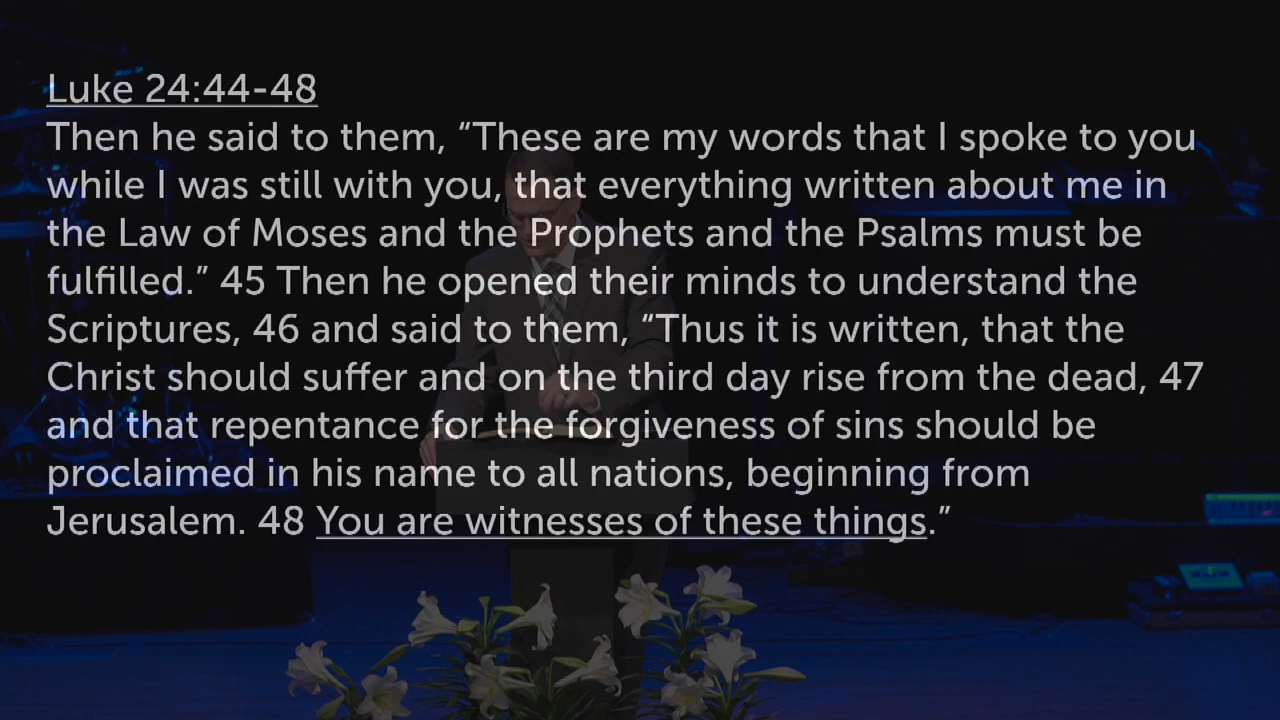 Luke 24:44-48
Then he said to them, “These are my words that I spoke to you
while I was still with you, that everything written about me in
the Law of Moses and the Prophets and the Psalms must be
fulfilled.” 45 Then he opened their minds to understand the
Scriptures, 46 and said to them, “Thus it is written, that the
Christ should suffer and on the third day rise from the dead, 47
and that repentance for the forgiveness of sins should be
proclaimed in his name to all nations, beginning from
Jerusalem. 48 You are witnesses of these things.”